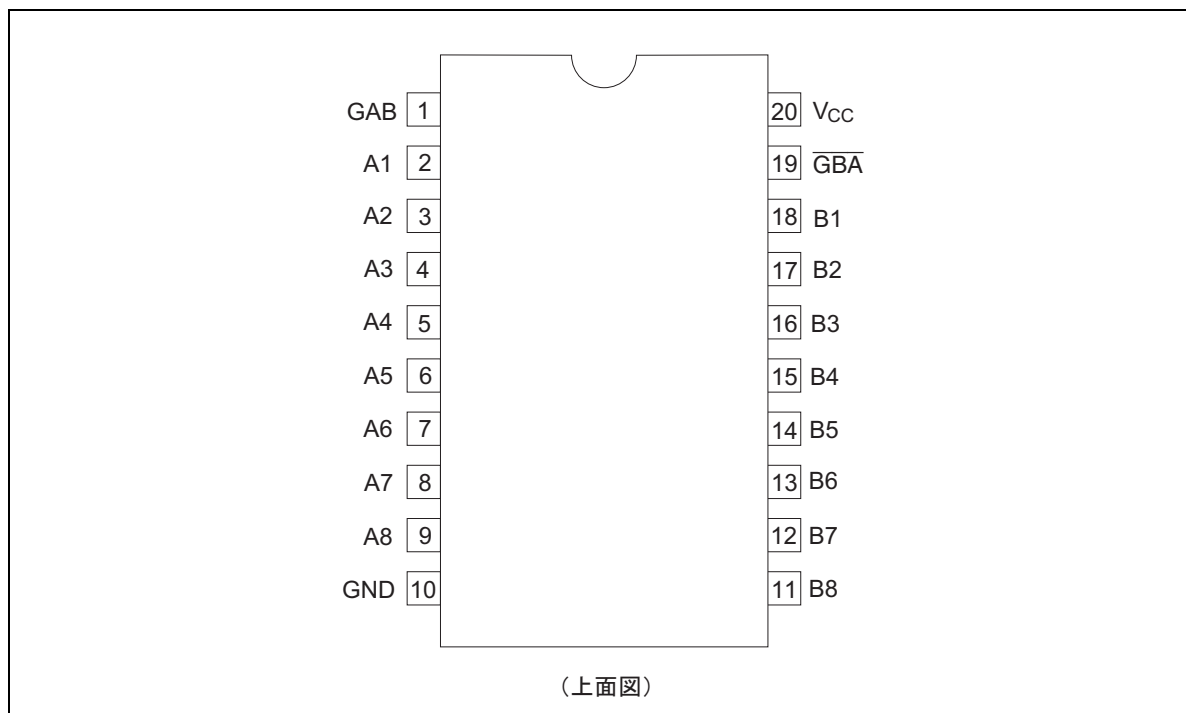 GAB 1 20 VCC
A1 2 19 G̅B̅A̅
A2 3 18 B1
A3 4 17 B2
A4 5 16 B3
A5 6 15 B4
A6 7 14 B5
A7 8 13 B6
A8 9 12 B7
GND 10 11 B8
（上面図）